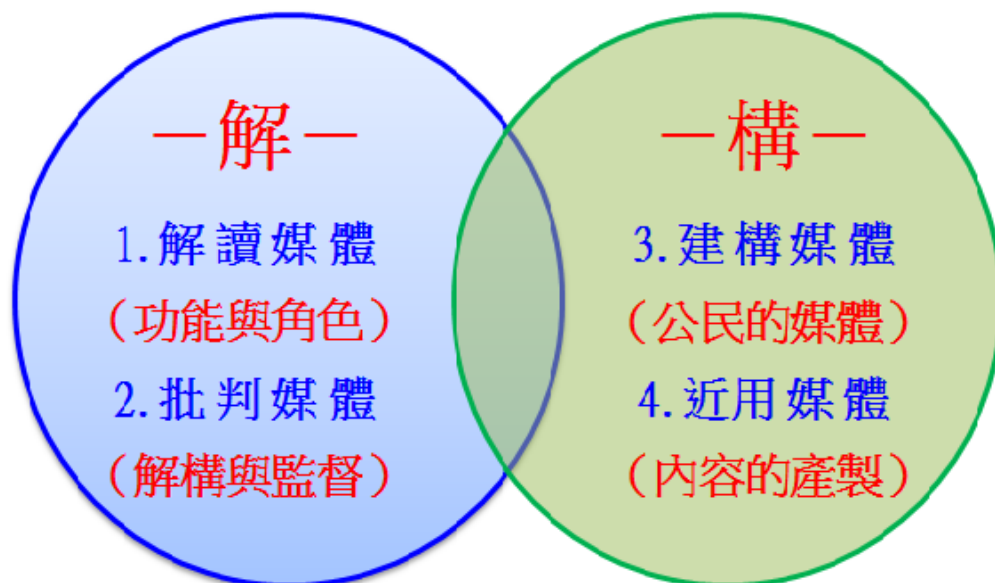 －解－
1.解讀媒體
（功能與角色）
2.批判媒體
（解構與監督）
－構－
3.建構媒體
（公民的媒體）
4.近用媒體
（內容的產製）